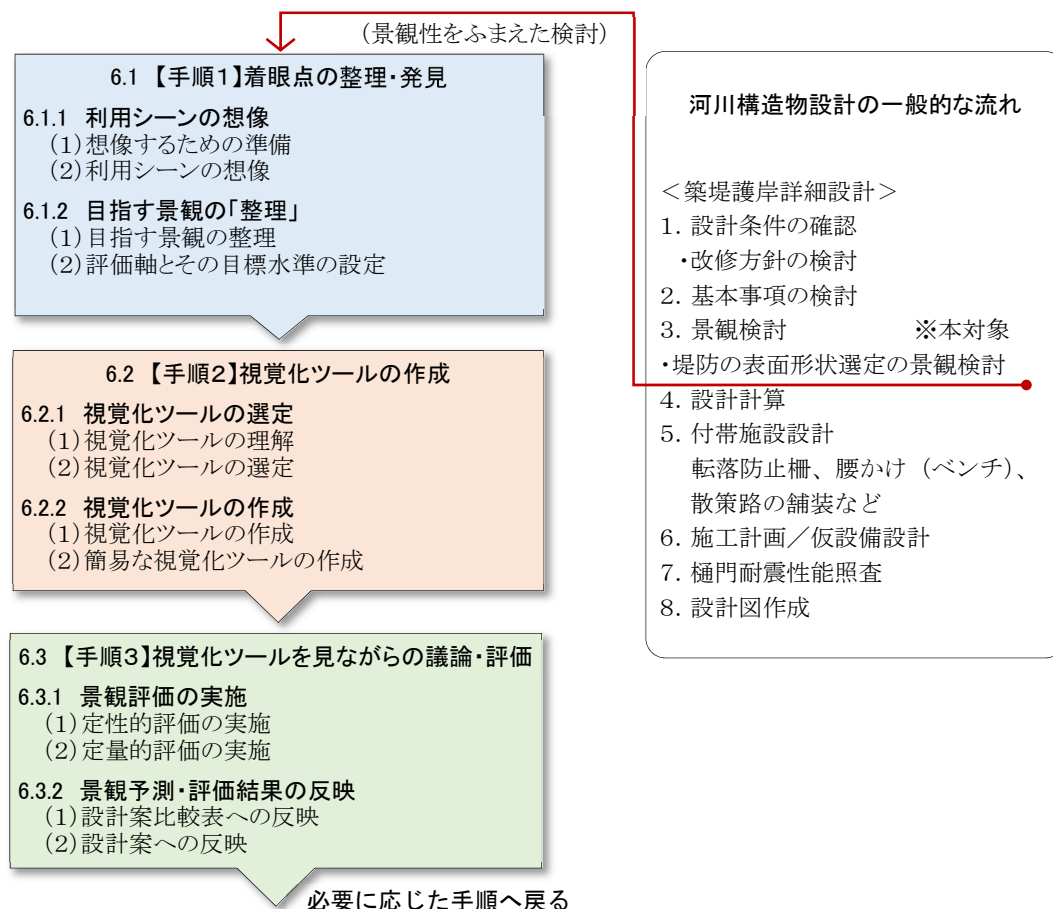 (景観性をふまえた検討)
6.1 【手順1】着眼点の整理・発見
6.1.1 利用シーンの想像
(1)想像するための準備
(2)利用シーンの想像
6.1.2 目指す景観の「整理」
(1)目指す景観の整理
(2)評価軸とその目標水準の設定
6.2 【手順2】視覚化ツールの作成
6.2.1 視覚化ツールの選定
(1)視覚化ツールの理解
(2)視覚化ツールの選定
6.2.2 視覚化ツールの作成
(1)視覚化ツールの作成
(2)簡易な視覚化ツールの作成
6.3 【手順3】視覚化ツールを見ながらの議論・評価
6.3.1 景観評価の実施
(1)定性的評価の実施
(2)定量的評価の実施
6.3.2 景観予測・評価結果の反映
(1)設計案比較表への反映
(2)設計案への反映
必要に応じた手順へ戻る
河川構造物設計の一般的な流れ
<築堤護岸詳細設計>
1. 設計条件の確認
・改修方針の検討
2. 基本事項の検討
3. 景観検討 ※本対象
・堤防の表面形状選定の景観検討
4. 設計計算
5. 付帯施設設計
転落防止柵、腰かけ(ベンチ)、
散策路の舗装など
6. 施工計画/仮設備設計
7. 樋門耐震性能照査
8. 設計図作成